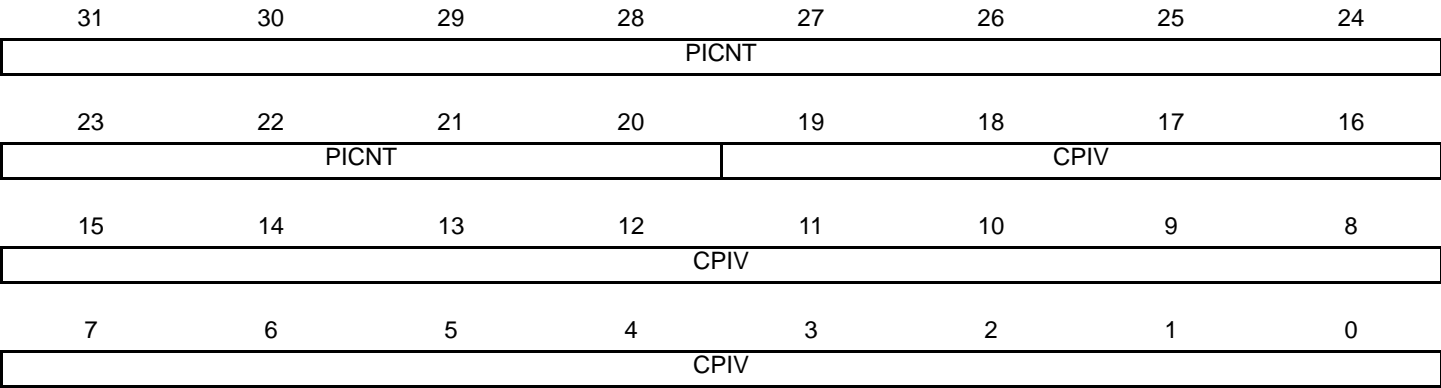 31 30 29 28 27 26 25 24
PICNT
23 22 21 20 19 18 17 16
PICNT CPIV
15 14 13 12 11 10 9 8
CPIV
7 6 5 4 3 2 1 0
CPIV